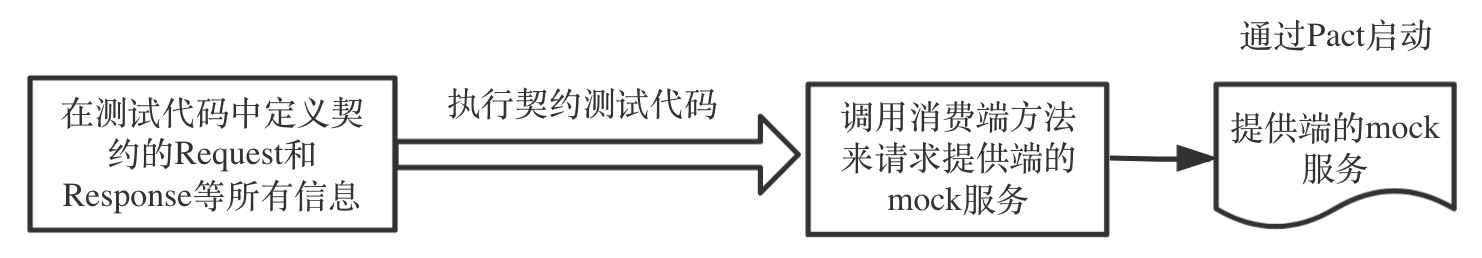 在测试代码中定义契
约的Request和
Response等所有信息
执行契约测试代码
调用消费端方法
来请求提供端的
mock服务
通过Pact启动
提供端的mock
服务